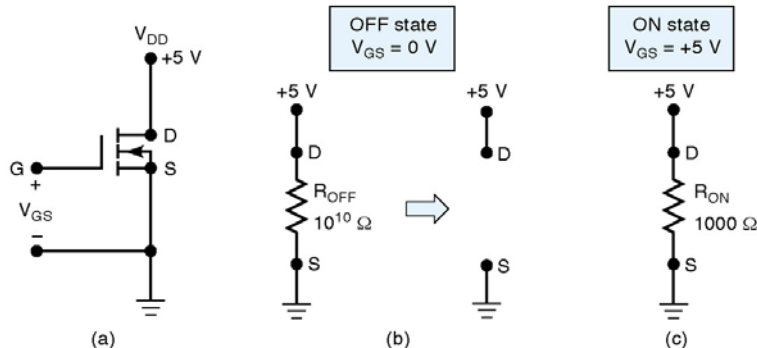 V_DD
+5 V
D
G
S
+
V_GS
–
(a)
OFF state
V_GS = 0 V
+5 V
D
R_OFF
10^10 Ω
S
+5 V
D
S
(b)
ON state
V_GS = +5 V
+5 V
D
R_ON
1000 Ω
S
(c)